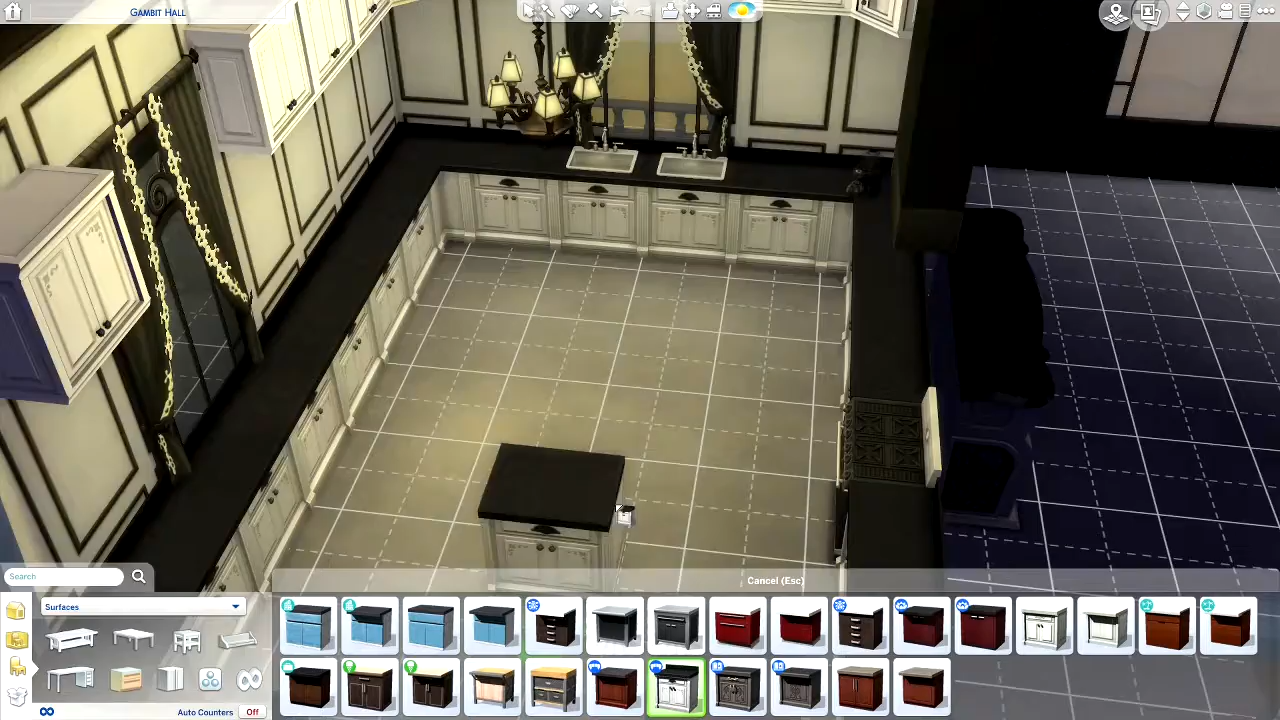 GAMBIT HALL
Cancel (Esc)
Search
Surfaces
Auto Counters Off